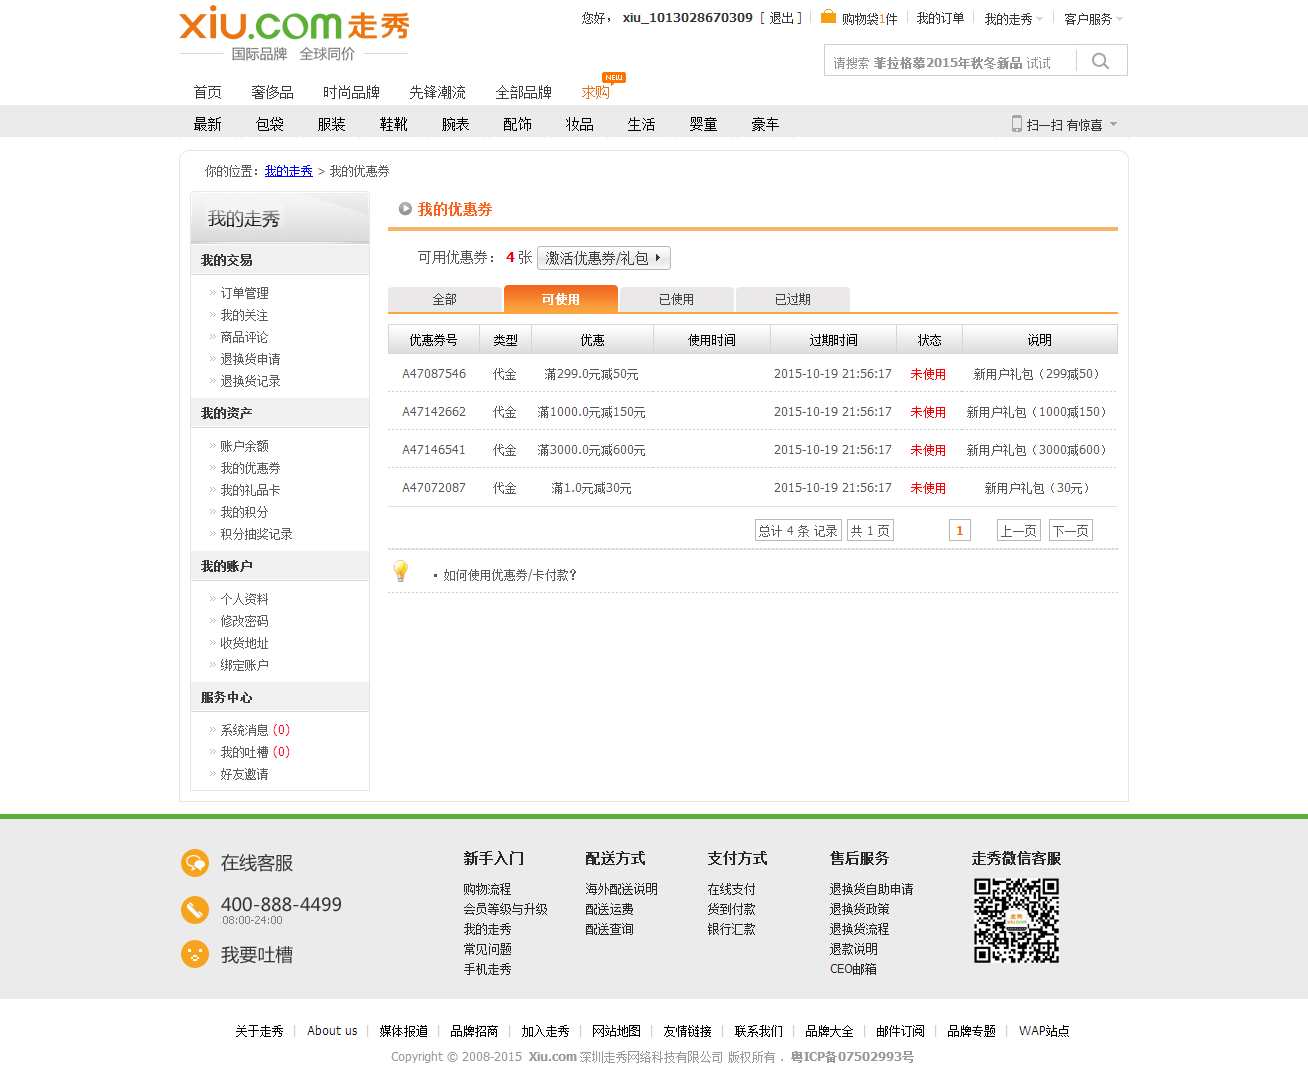 xiu.com走秀
国际品牌 全球同价
您好， xiu_1013028670309 [ 退出 ] 购物袋1件 我的订单 我的走秀 客户服务
请搜索 菲拉格慕2015年秋冬新品 试试
首页 奢侈品 时尚品牌 先锋潮流 全部品牌 求购 NEW
最新 包袋 服装 鞋靴 腕表 配饰 妆品 生活 婴童 豪车 扫一扫 有惊喜
你的位置： 我的走秀 > 我的优惠券
我的走秀
我的交易
» 订单管理
» 我的关注
» 商品评论
» 退换货申请
» 退换货记录
我的资产
» 账户余额
» 我的优惠券
» 我的礼品卡
» 我的积分
» 积分抽奖记录
我的账户
» 个人资料
» 修改密码
» 收货地址
» 绑定账户
服务中心
» 系统消息 (0)
» 我的吐槽 (0)
» 好友邀请
我的优惠券
可用优惠券： 4 张 激活优惠券/礼包
全部 可使用 已使用 已过期
优惠券号 类型 优惠 使用时间 过期时间 状态 说明
A47087546 代金 满299.0元减50元 2015-10-19 21:56:17 未使用 新用户礼包（299减50）
A47142662 代金 满1000.0元减150元 2015-10-19 21:56:17 未使用 新用户礼包（1000减150）
A47146541 代金 满3000.0元减600元 2015-10-19 21:56:17 未使用 新用户礼包（3000减600）
A47072087 代金 满1.0元减30元 2015-10-19 21:56:17 未使用 新用户礼包（30元）
总计 4 条 记录 共 1 页 1 上一页 下一页
• 如何使用优惠券/卡付款?
在线客服
400-888-4499
08:00-24:00
我要吐槽
新手入门
购物流程
会员等级与升级
我的走秀
常见问题
手机走秀
配送方式
海外配送说明
配送运费
配送查询
支付方式
在线支付
货到付款
银行汇款
售后服务
退换货自助申请
退换货政策
退换货流程
退款说明
CEO邮箱
走秀微信客服
走秀
xiu.com
关于走秀 | About us | 媒体报道 | 品牌招商 | 加入走秀 | 网站地图 | 友情链接 | 联系我们 | 品牌大全 | 邮件订阅 | 品牌专题 | WAP站点
Copyright © 2008-2015 Xiu.com 深圳走秀网络科技有限公司 版权所有 . 粤ICP备07502993号